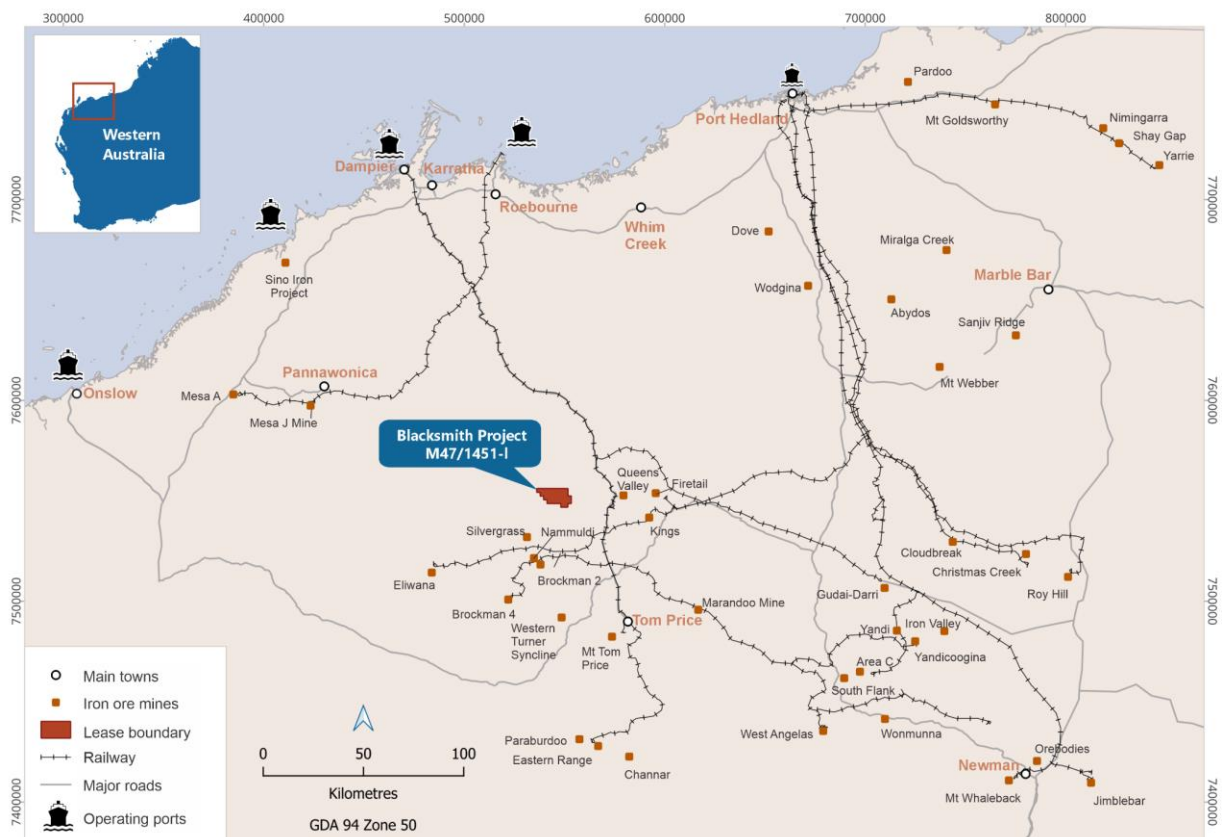 300000
400000
500000
600000
700000
800000
Western
Australia
Port Hedland
Pardoo
Mt Goldsworthy
Nimingarra
Shay Gap
Yarrie
Dampier
Karratha
Roebourne
Whim
Creek
7700000
7700000
Sino Iron
Project
Dove
Wodgina
Miralga Creek
Marble Bar
Abydos
Sanjiv Ridge
Mt Webber
Onslow
Pannawonica
Mesa A
Mesa J Mine
7600000
7600000
Blacksmith Project
M47/1451-I
Queens
Valley
Firetail
Kings
Silvergrass
Nammuldi
Brockman 2
Eliwana
Brockman 4
Western
Turner
Syncline
Mt Tom
Price
Tom Price
Marandoo Mine
Cloudbreak
Christmas Creek
Roy Hill
Gudai-Darri
Yandi
Iron Valley
Yandicoogina
Area C
South Flank
7500000
7500000
West Angelas
Wonmunna
Paraburdoo
Eastern Range
Channar
Newman
Orebodies
Mt Whaleback
Jimblebar
7400000
7400000
Main towns
Iron ore mines
Lease boundary
Railway
Major roads
Operating ports
0
50
100
Kilometres
GDA 94 Zone 50